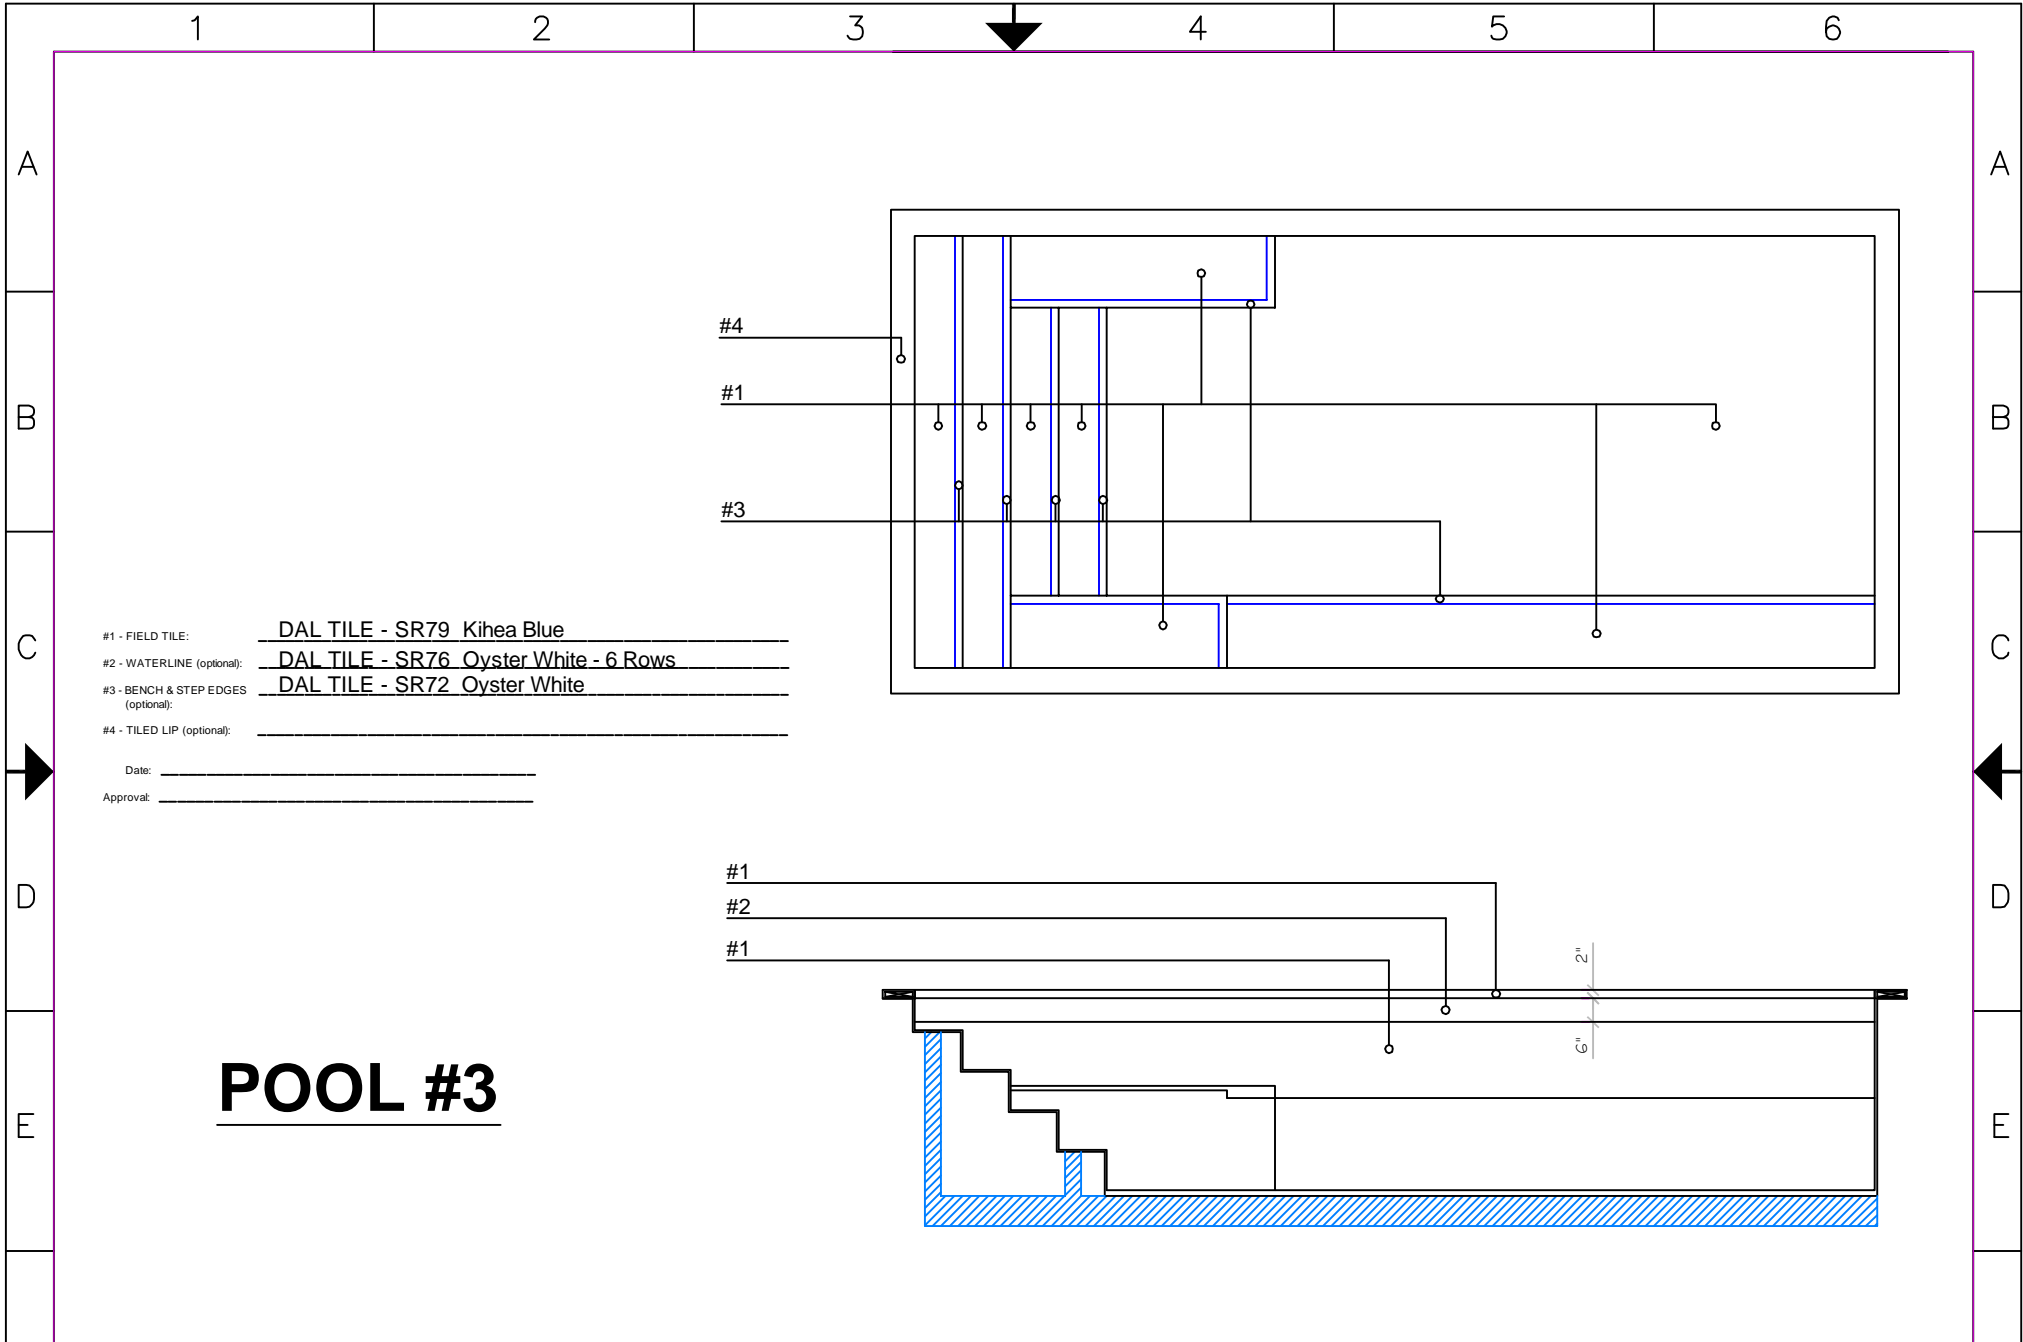 1 2 3 4 5 6
A A
#4
B #1 B
#3
C C
#1 - FIELD TILE: DAL TILE - SR79 Kihea Blue
#2 - WATERLINE (optional): DAL TILE - SR76 Oyster White - 6 Rows
#3 - BENCH & STEP EDGES DAL TILE - SR72 Oyster White
(optional):
#4 - TILED LIP (optional):
Date:
Approval:
#1
D #2 D
#1
2"
6"
POOL #3
E E